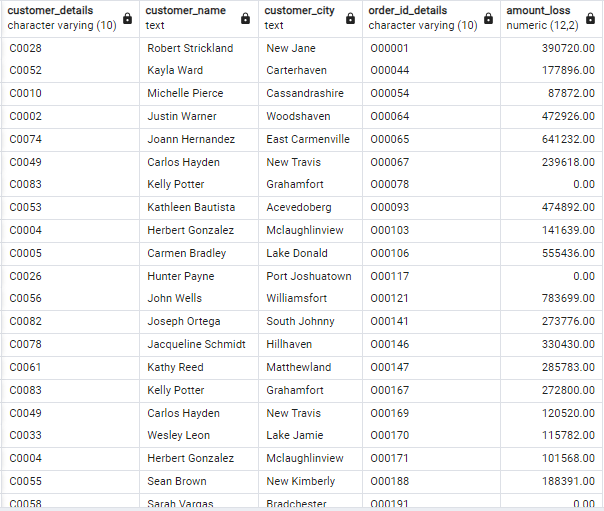 customer_details customer_name customer_city order_id_details amount_loss
character varying (10) text text character varying (10) numeric (12,2)
C0028 Robert Strickland New Jane O00001 390720.00
C0052 Kayla Ward Carterhaven O00044 177896.00
C0010 Michelle Pierce Cassandrashire O00054 87872.00
C0002 Justin Warner Woodshaven O00064 472926.00
C0074 Joann Hernandez East Carmenville O00065 641232.00
C0049 Carlos Hayden New Travis O00067 239618.00
C0083 Kelly Potter Grahamfort O00078 0.00
C0053 Kathleen Bautista Acevedoberg O00093 474892.00
C0004 Herbert Gonzalez Mclaughlinview O00103 141639.00
C0005 Carmen Bradley Lake Donald O00106 555436.00
C0026 Hunter Payne Port Joshuatown O00117 0.00
C0056 John Wells Williamsfort O00121 783699.00
C0082 Joseph Ortega South Johnny O00141 273776.00
C0078 Jacqueline Schmidt Hillhaven O00146 330430.00
C0061 Kathy Reed Matthewland O00147 285783.00
C0083 Kelly Potter Grahamfort O00167 272800.00
C0049 Carlos Hayden New Travis O00169 120520.00
C0033 Wesley Leon Lake Jamie O00170 115782.00
C0004 Herbert Gonzalez Mclaughlinview O00171 101568.00
C0055 Sean Brown New Kimberly O00188 188391.00
C0058 Sarah Vargas Bradchester O00191 0.00